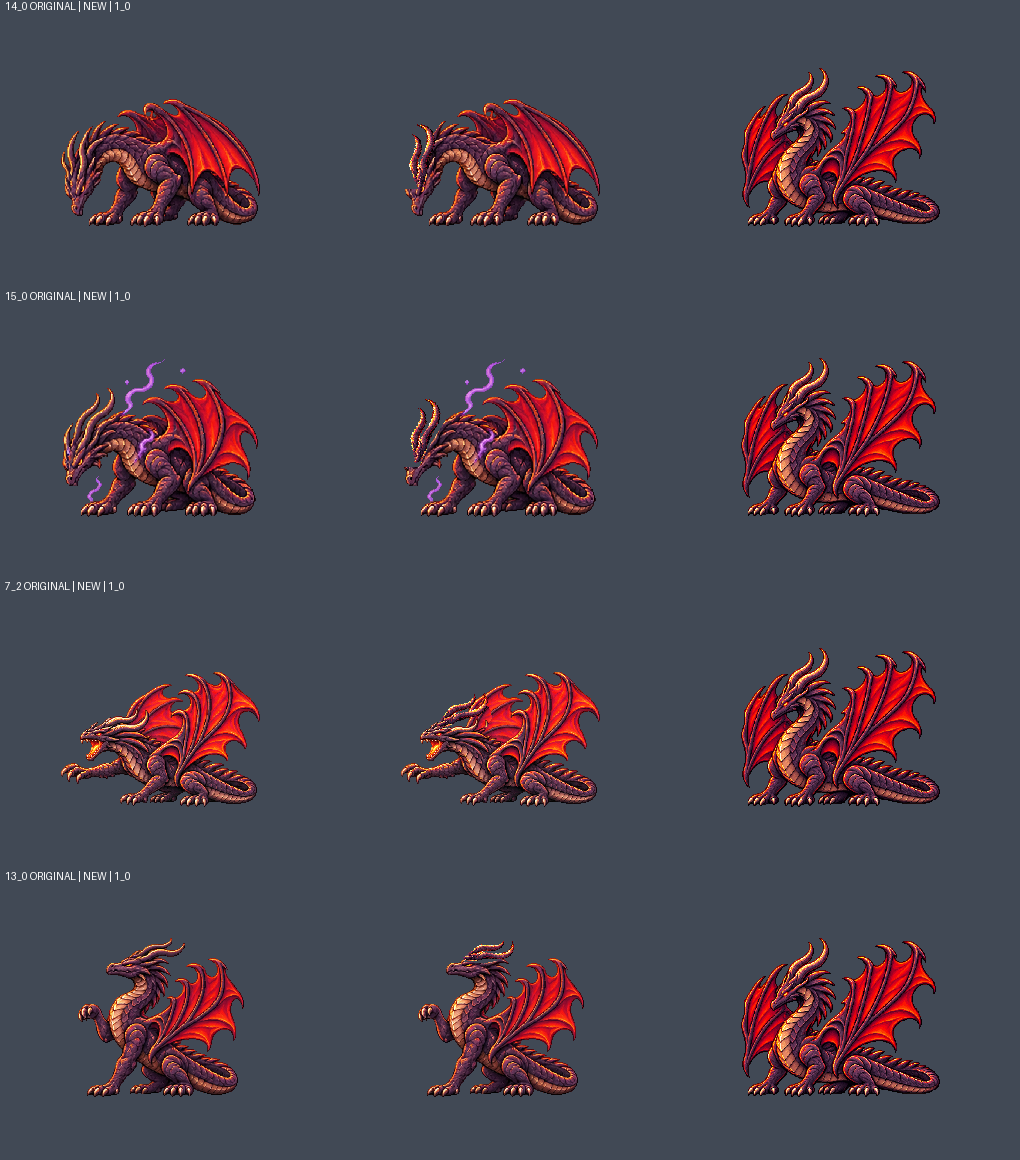 14_0 ORIGINAL | NEW | 1_0
15_0 ORIGINAL | NEW | 1_0
7_2 ORIGINAL | NEW | 1_0
13_0 ORIGINAL | NEW | 1_0